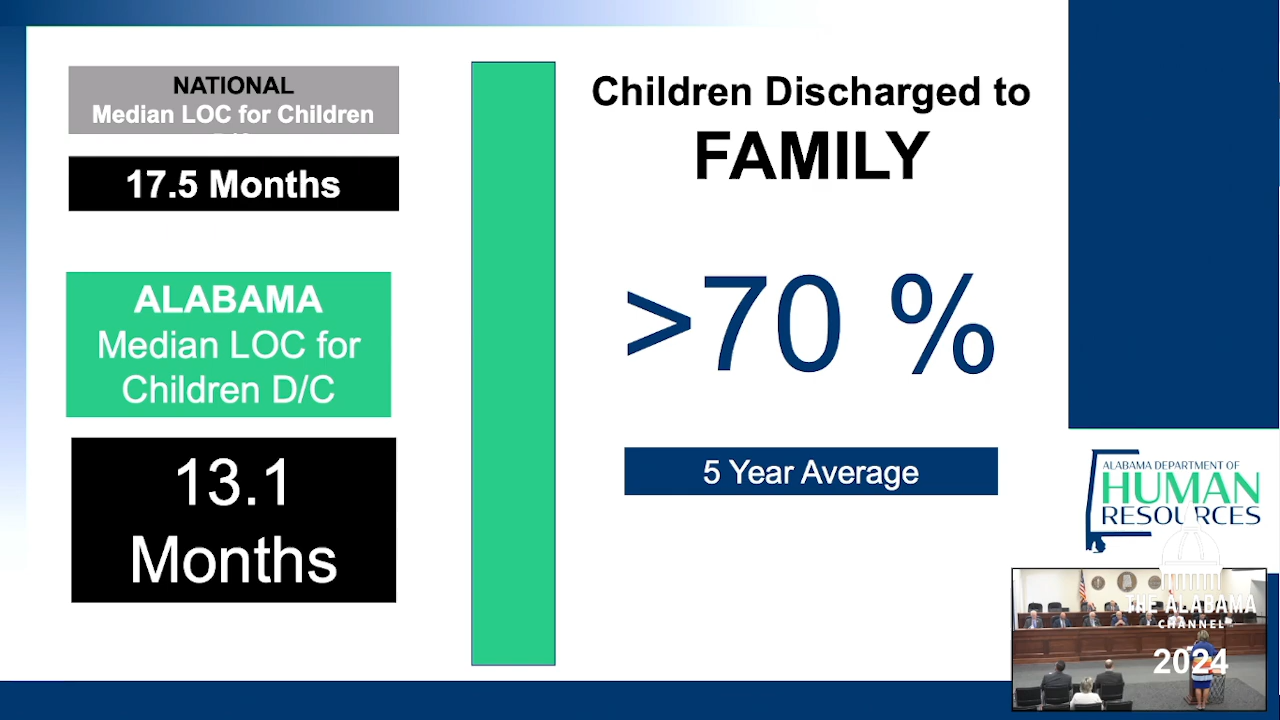 NATIONAL
Median LOC for Children
17.5 Months
ALABAMA
Median LOC for
Children D/C
13.1
Months
Children Discharged to
FAMILY
>70 %
5 Year Average
ALABAMA DEPARTMENT OF
HUMAN
RESOURCES
THE ALABAMA
CHANNEL
2024